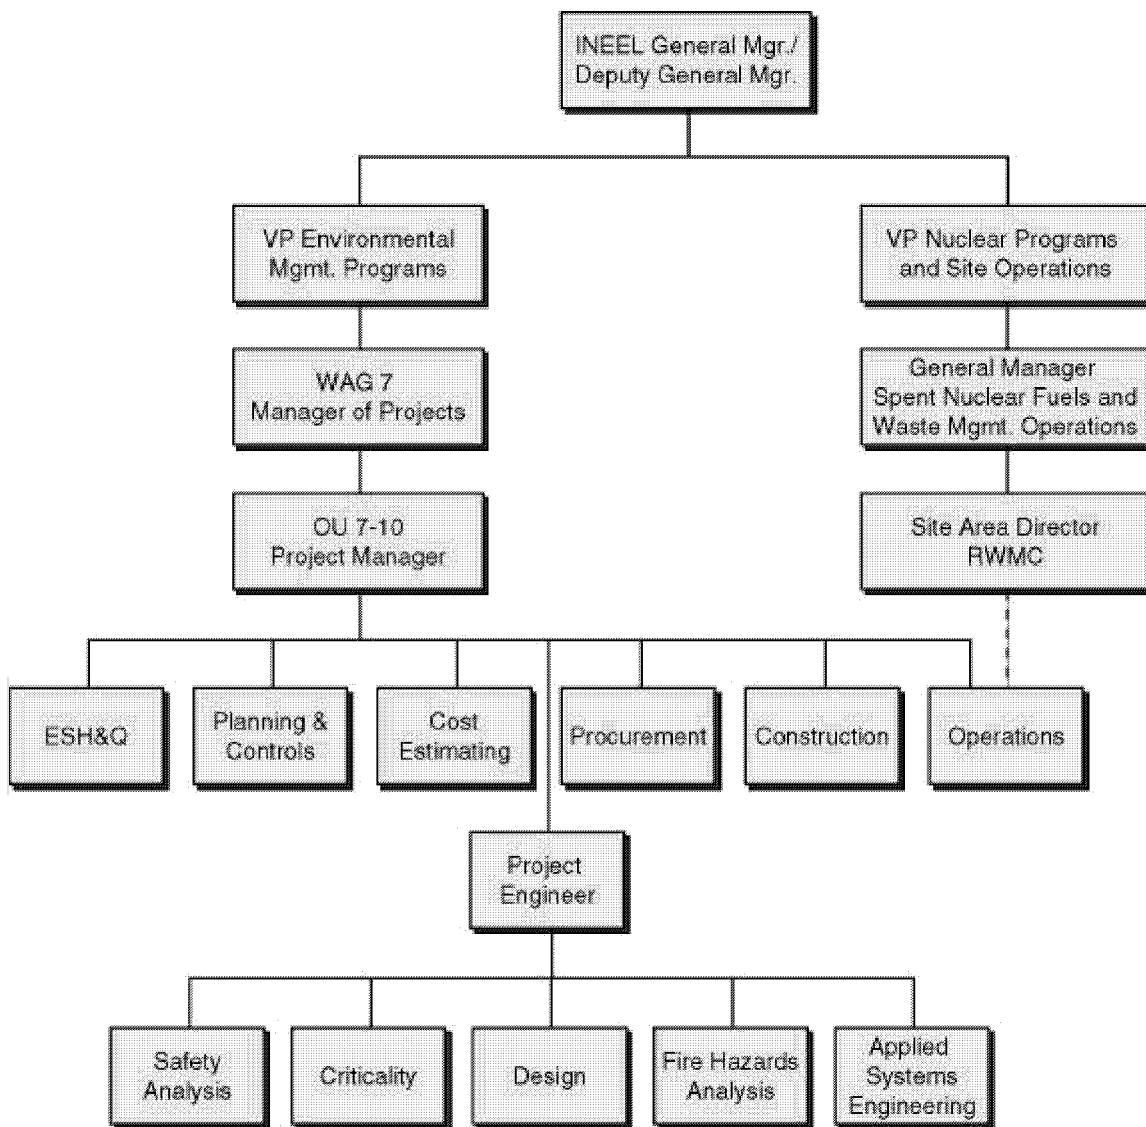 INEEL General Mgr./
Deputy General Mgr.
VP Environmental
Mgmt. Programs
VP Nuclear Programs
and Site Operations
WAG 7
Manager of Projects
General Manager
Spent Nuclear Fuels and
Waste Mgmt. Operations
OU 7-10
Project Manager
Site Area Director
RWMC
ESH&Q
Planning &
Controls
Cost
Estimating
Procurement
Construction
Operations
Project
Engineer
Safety
Analysis
Criticality
Design
Fire Hazards
Analysis
Applied
Systems
Engineering